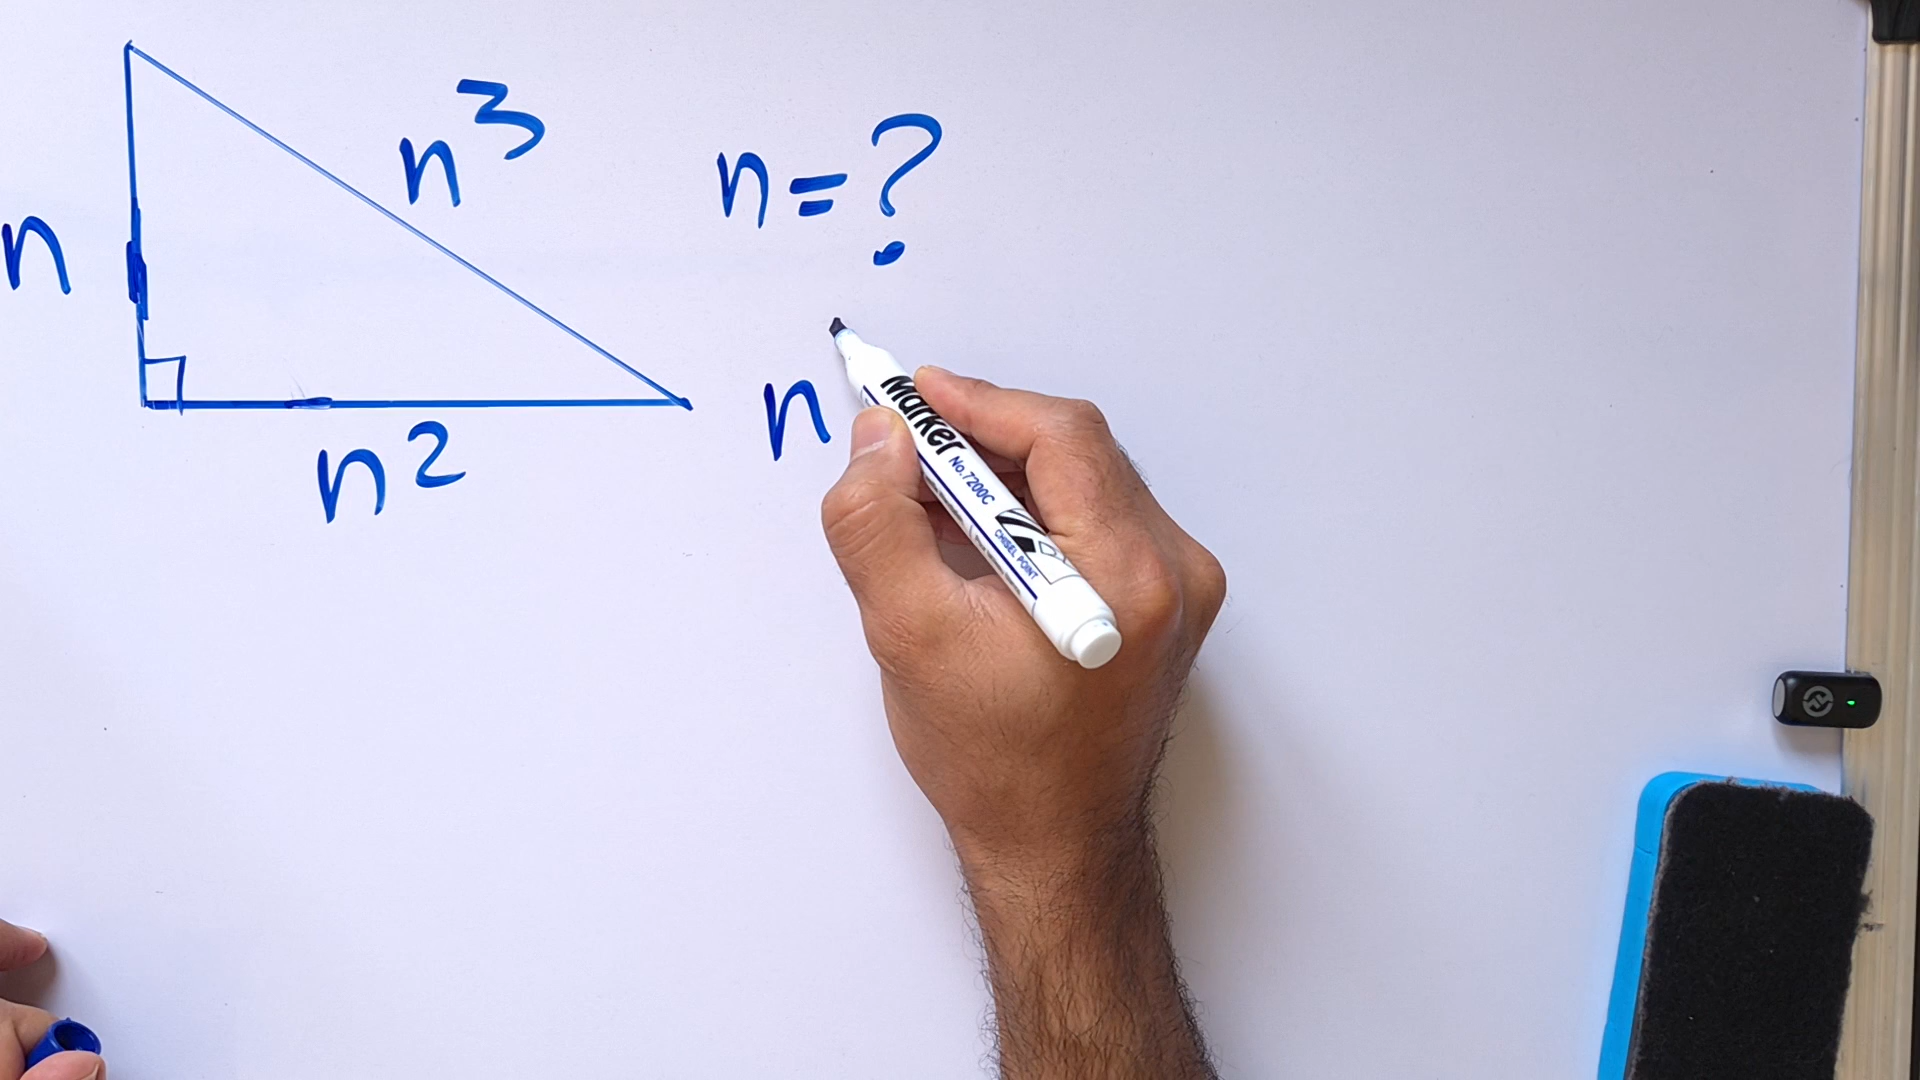 n³
n=?
n
n
n²
Marker
No.7200C
CHISEL POINT